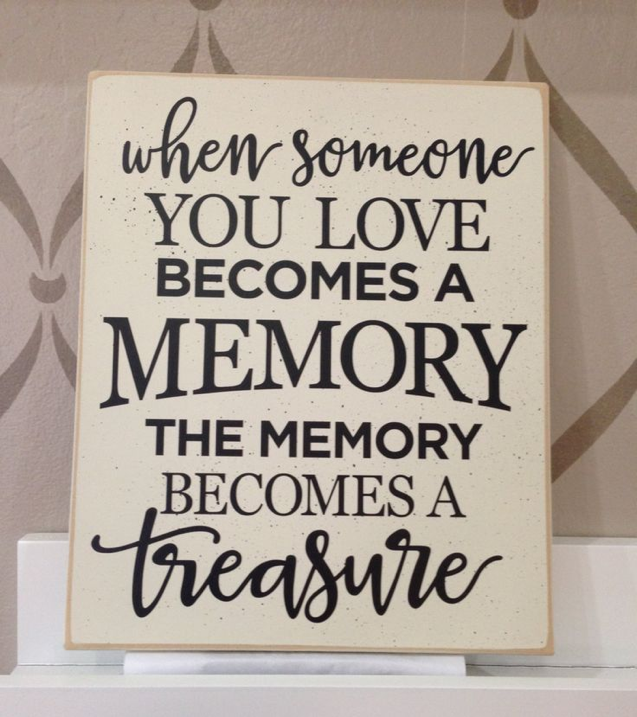 when someone
YOU LOVE
BECOMES A
MEMORY
THE MEMORY
BECOMES A
treasure